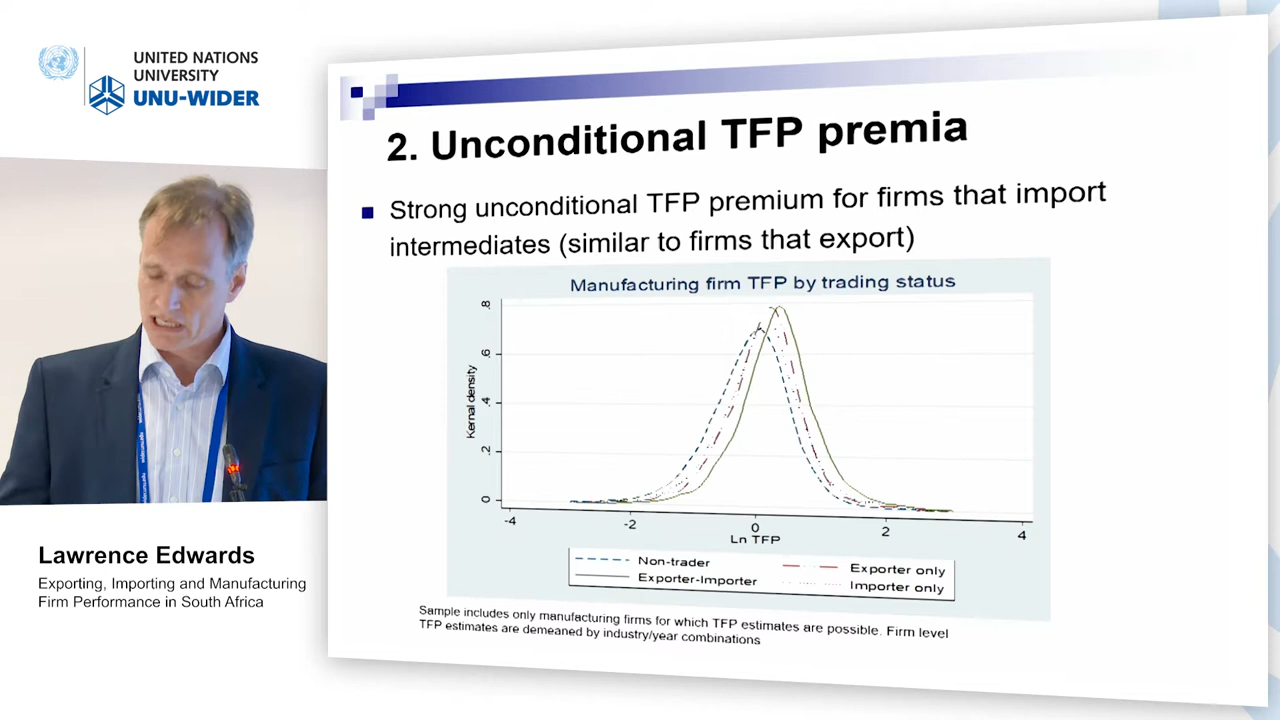 UNITED NATIONS
UNIVERSITY
UNU-WIDER
2. Unconditional TFP premia
Strong unconditional TFP premium for firms that import
intermediates (similar to firms that export)
Manufacturing firm TFP by trading status
Kernal density
.8
.6
.4
.2
0
-4
-2
0
2
4
Ln TFP
Non-trader
Exporter only
Exporter-Importer
Importer only
Sample includes only manufacturing firms for which TFP estimates are possible. Firm level
TFP estimates are demeaned by industry/year combinations
Lawrence Edwards
Exporting, Importing and Manufacturing
Firm Performance in South Africa